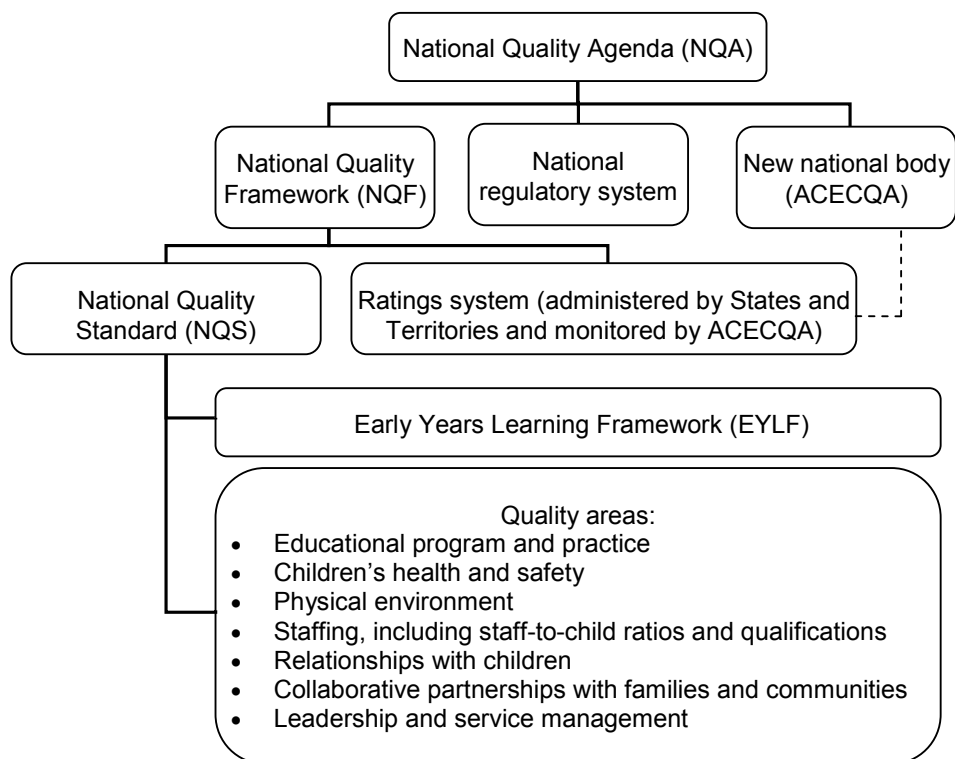 National Quality Agenda (NQA)
National Quality
Framework (NQF)
National
regulatory system
New national body
(ACECQA)
National Quality
Standard (NQS)
Ratings system (administered by States and
Territories and monitored by ACECQA)
Early Years Learning Framework (EYLF)
Quality areas:
• Educational program and practice
• Children’s health and safety
• Physical environment
• Staffing, including staff-to-child ratios and qualifications
• Relationships with children
• Collaborative partnerships with families and communities
• Leadership and service management